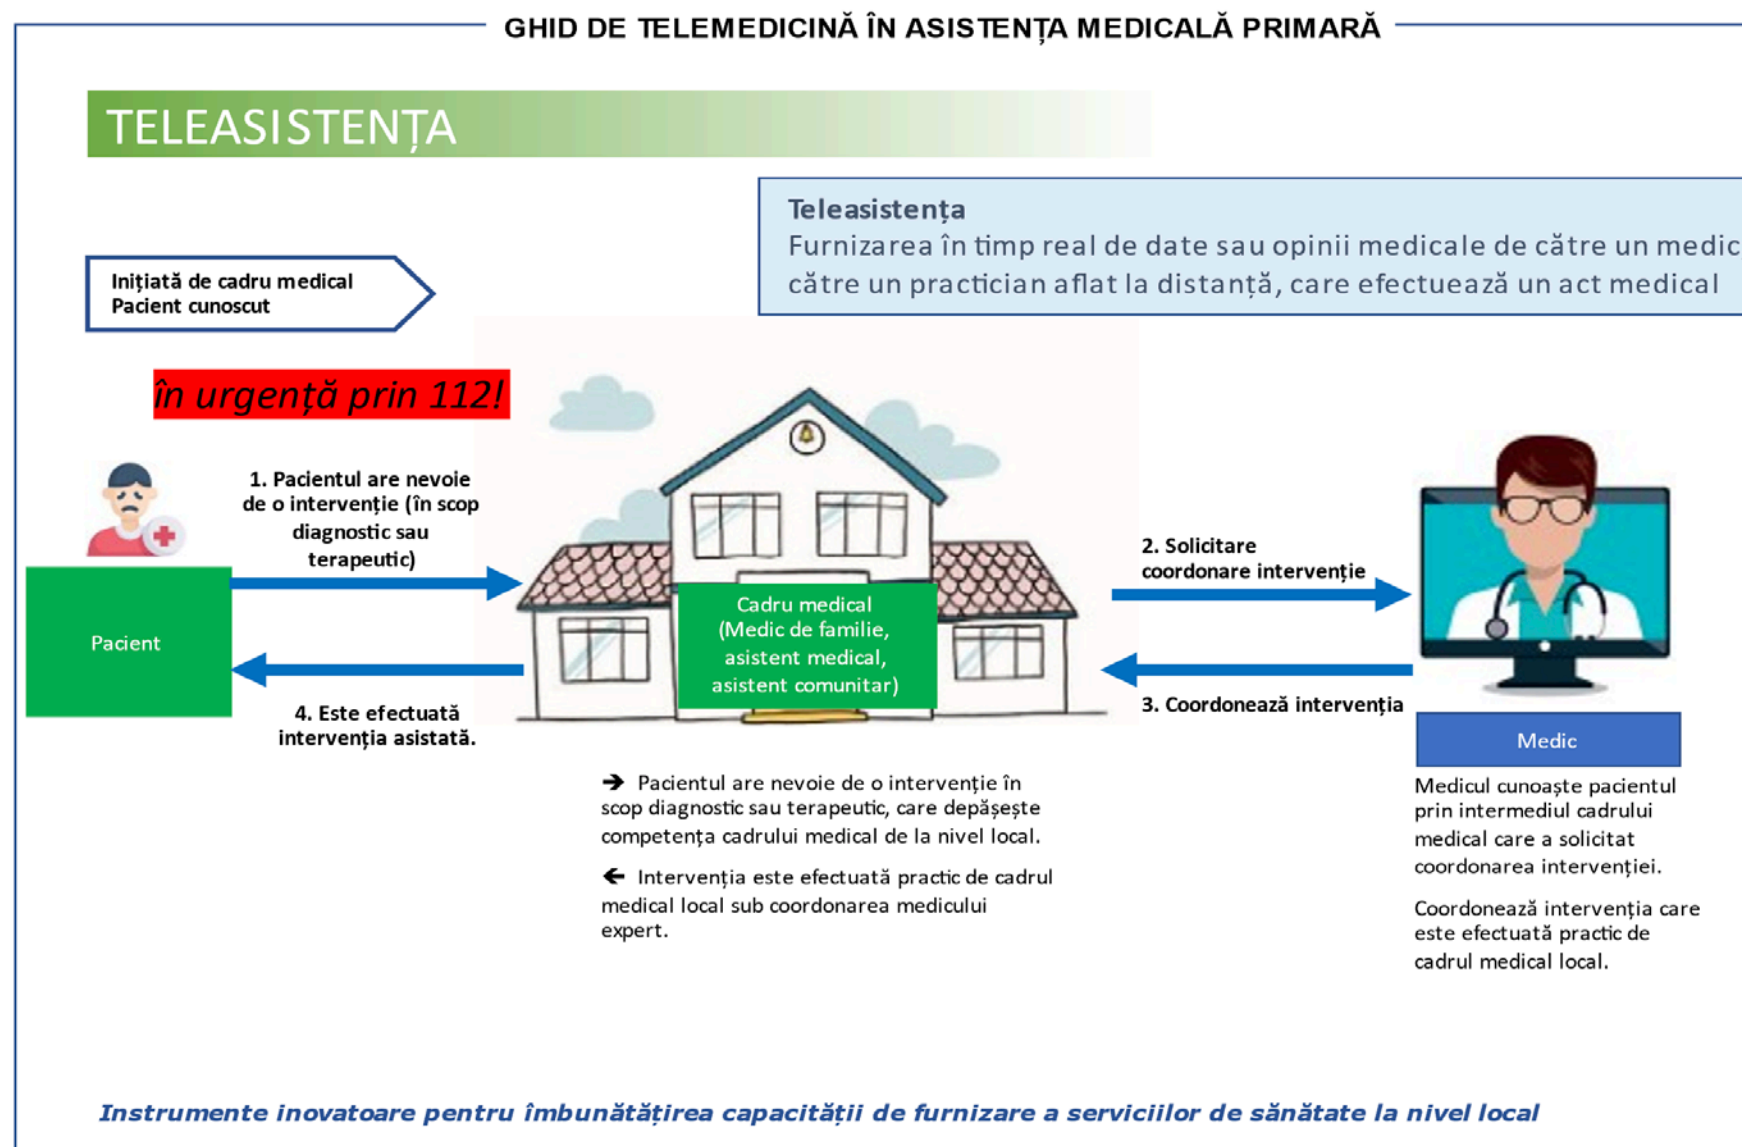 GHID DE TELEMEDICINĂ ÎN ASISTENȚA MEDICALĂ PRIMARĂ
TELEASISTENȚA
Teleasistența
Furnizarea în timp real de date sau opinii medicale de către un medic
către un practician aflat la distanță, care efectuează un act medical
Inițiată de cadru medical
Pacient cunoscut
în urgență prin 112!
1. Pacientul are nevoie
de o intervenție (în scop
diagnostic sau
terapeutic)
Pacient
4. Este efectuată
intervenția asistată.
Cadru medical
(Medic de familie,
asistent medical,
asistent comunitar)
2. Solicitare
coordonare intervenție
3. Coordonează intervenția
Medic
➔ Pacientul are nevoie de o intervenție în
scop diagnostic sau terapeutic, care depășește
competența cadrului medical de la nivel local.
🡰 Intervenția este efectuată practic de cadrul
medical local sub coordonarea medicului
expert.
Medicul cunoaște pacientul
prin intermediul cadrului
medical care a solicitat
coordonarea intervenției.
Coordonează intervenția care
este efectuată practic de
cadrul medical local.
Instrumente inovatoare pentru îmbunătățirea capacității de furnizare a serviciilor de sănătate la nivel local